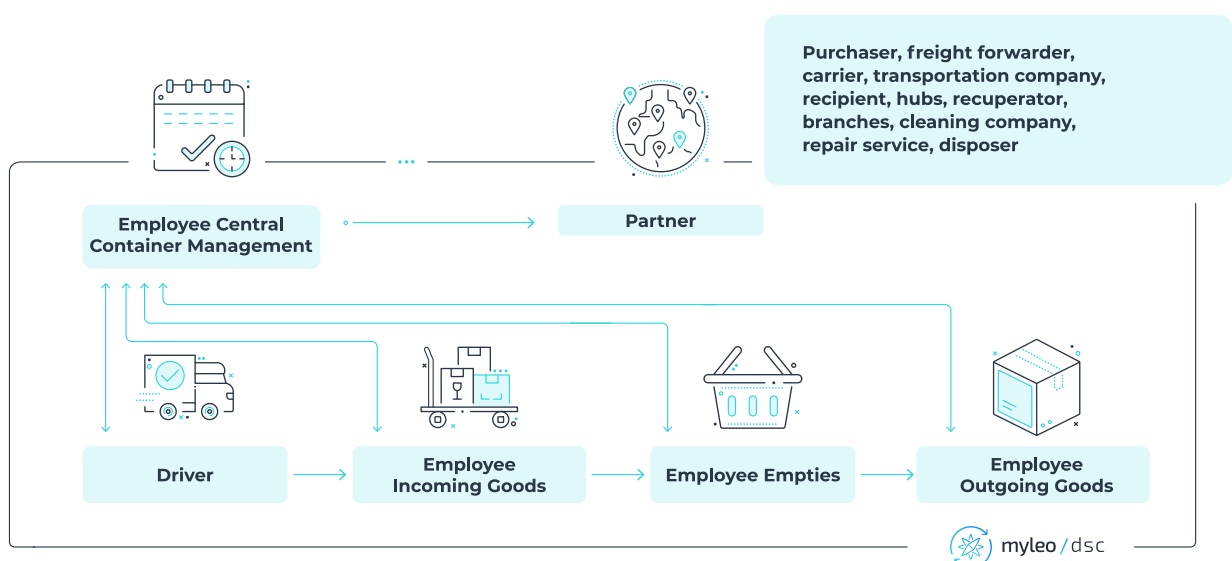 Purchaser, freight forwarder,
carrier, transportation company,
recipient, hubs, recuperator,
branches, cleaning company,
repair service, disposer
Employee Central
Container Management
Partner
Driver
Employee
Incoming Goods
Employee Empties
Employee
Outgoing Goods
myleo/dsc